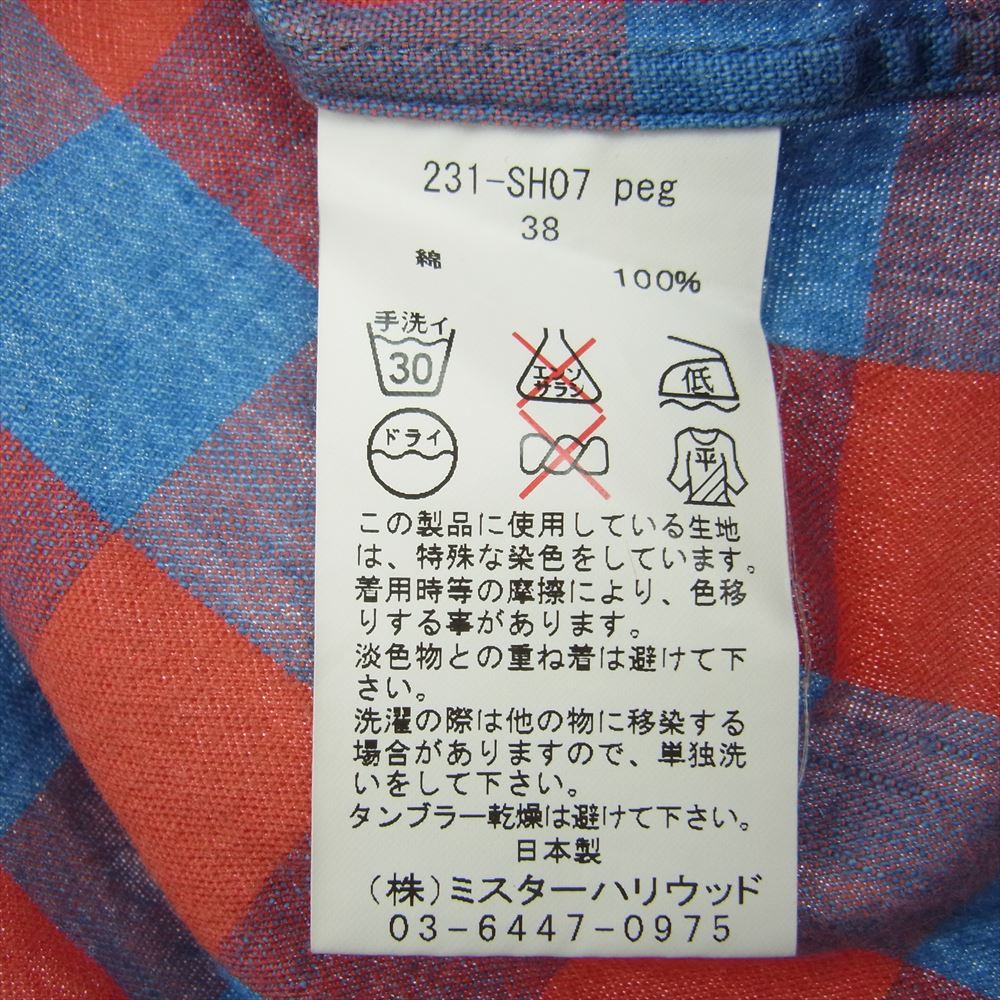 231-SH07 peg
38
綿
100%
手洗イ
30
エンソ
サラシ
低
ドライ
平
この製品に使用している生地
は、特殊な染色をしています。
着用時等の摩擦により、色移
りする事があります。
淡色物との重ね着は避けて下
さい。
洗濯の際は他の物に移染する
場合がありますので、単独洗
いをして下さい。
タンブラー乾燥は避けて下さい。
日本製
(株)ミスターハリウッド
03-6447-0975